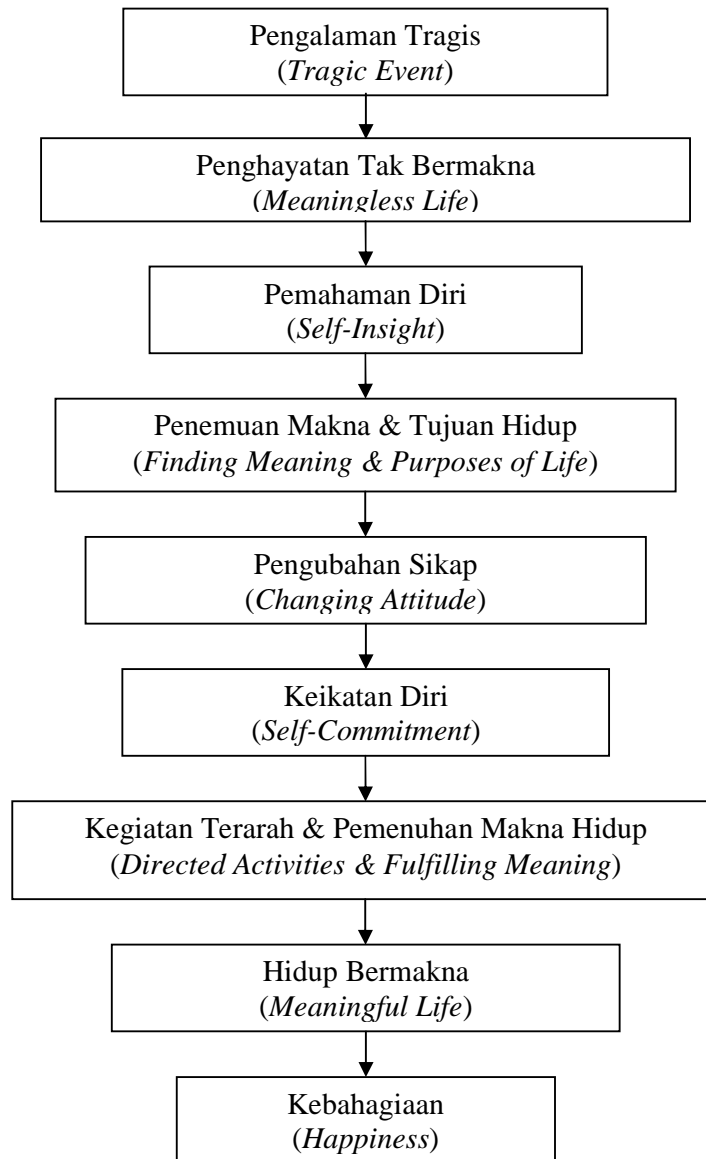 Pengalaman Tragis
(Tragic Event)
Penghayatan Tak Bermakna
(Meaningless Life)
Pemahaman Diri
(Self-Insight)
Penemuan Makna & Tujuan Hidup
(Finding Meaning & Purposes of Life)
Pengubahan Sikap
(Changing Attitude)
Keikatan Diri
(Self-Commitment)
Kegiatan Terarah & Pemenuhan Makna Hidup
(Directed Activities & Fulfilling Meaning)
Hidup Bermakna
(Meaningful Life)
Kebahagiaan
(Happiness)